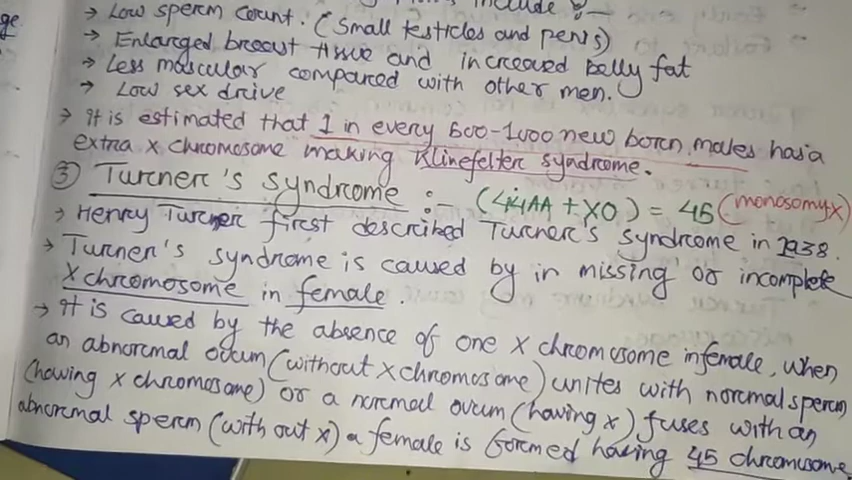 ge
include :—
→ Low sperm count. (Small testicles and penis)
→ Enlarged breast tissue and increased belly fat
→ Less muscular compared with other men.
→ Low sex drive
→ It is estimated that 1 in every 600-1000 new born males has a
extra x chromosome making Klinefelter syndrome.
③ Turner's syndrome :— (44AA + XO) = 45 (monosomy x)
→ Henry Turner first described Turner's syndrome in 1938.
→ Turner's syndrome is caused by in missing or incomplete
X chromosome in female.
→ It is caused by the absence of one X chromosome in female, when
an abnormal ovum (without X chromosome) unites with normal sperm
(having X chromosome) or a normal ovum (having x) fuses with an
abnormal sperm (with out x) a female is formed having 45 chromosome.